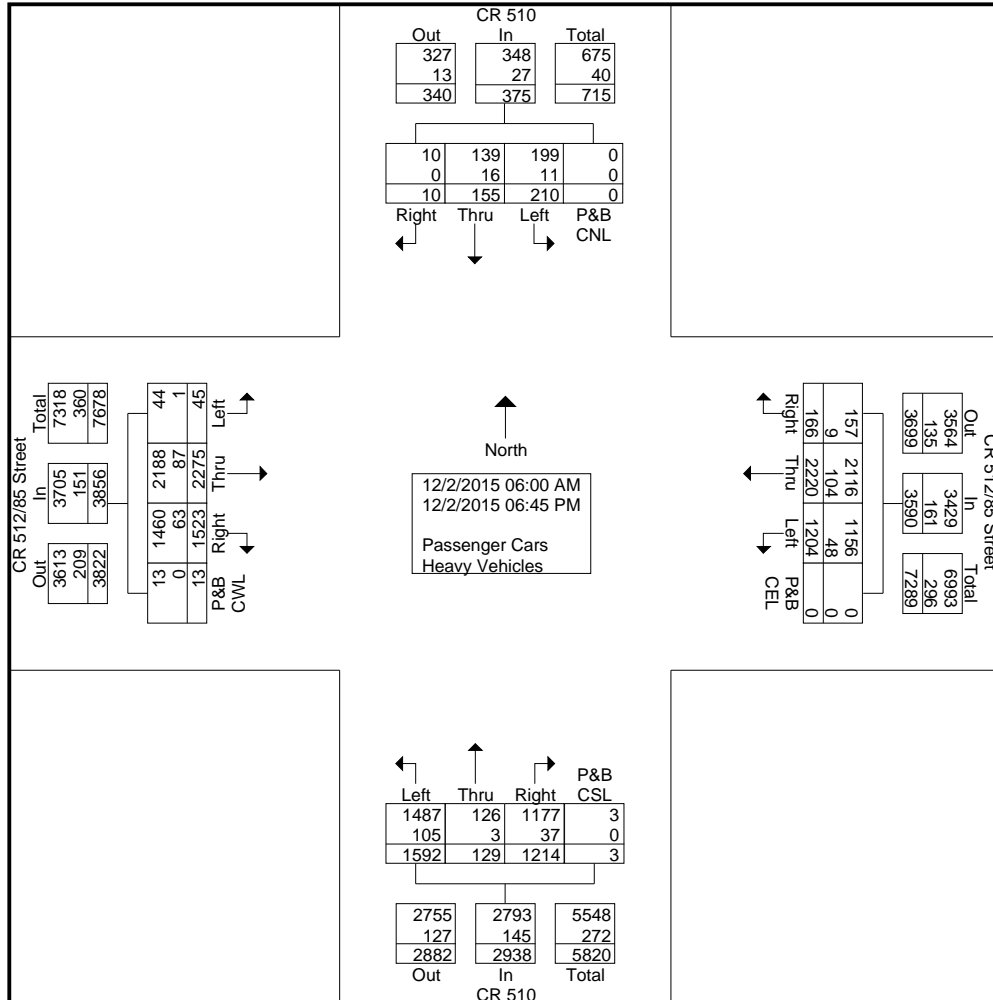 CR 510
Out In Total
327 348 675
13 27 40
340 375 715
10 139 199 0
0 16 11 0
10 155 210 0
Right Thru Left P&B
CNL
CR 512/85 Street
Out In Total
3613 3705 7318
209 151 360
3822 3856 7678
44 2188 1460 13
1 87 63 0
45 2275 1523 13
Left Thru Right P&B
CWL
North
12/2/2015 06:00 AM
12/2/2015 06:45 PM
Passenger Cars
Heavy Vehicles
CR 512/85 Street
Out In Total
3564 3429 6993
135 161 296
3699 3590 7289
157 2116 1156 0
9 104 48 0
166 2220 1204 0
Right Thru Left P&B
CEL
P&B
Left Thru Right CSL
1487 126 1177 3
105 3 37 0
1592 129 1214 3
2755 2793 5548
127 145 272
2882 2938 5820
Out In Total
CR 510